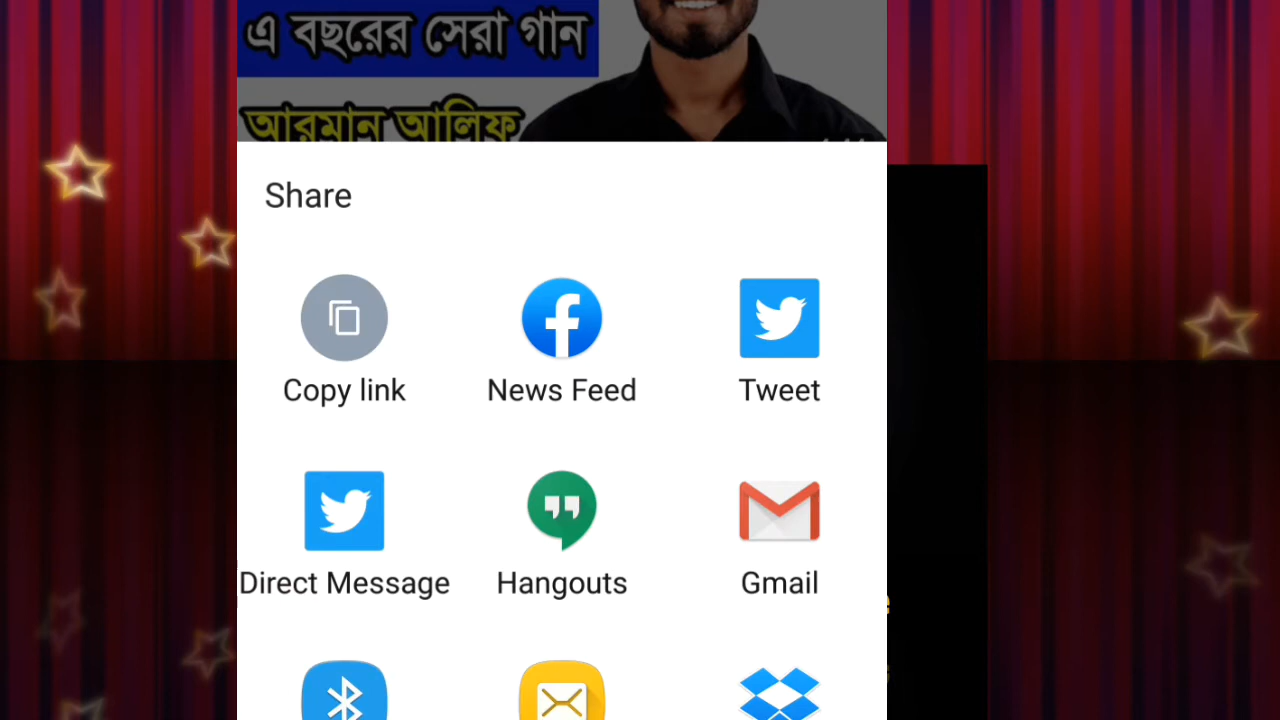 এ বছরের সেরা গান
আরমান আলিফ
Share
Copy link
News Feed
Tweet
Direct Message
Hangouts
Gmail